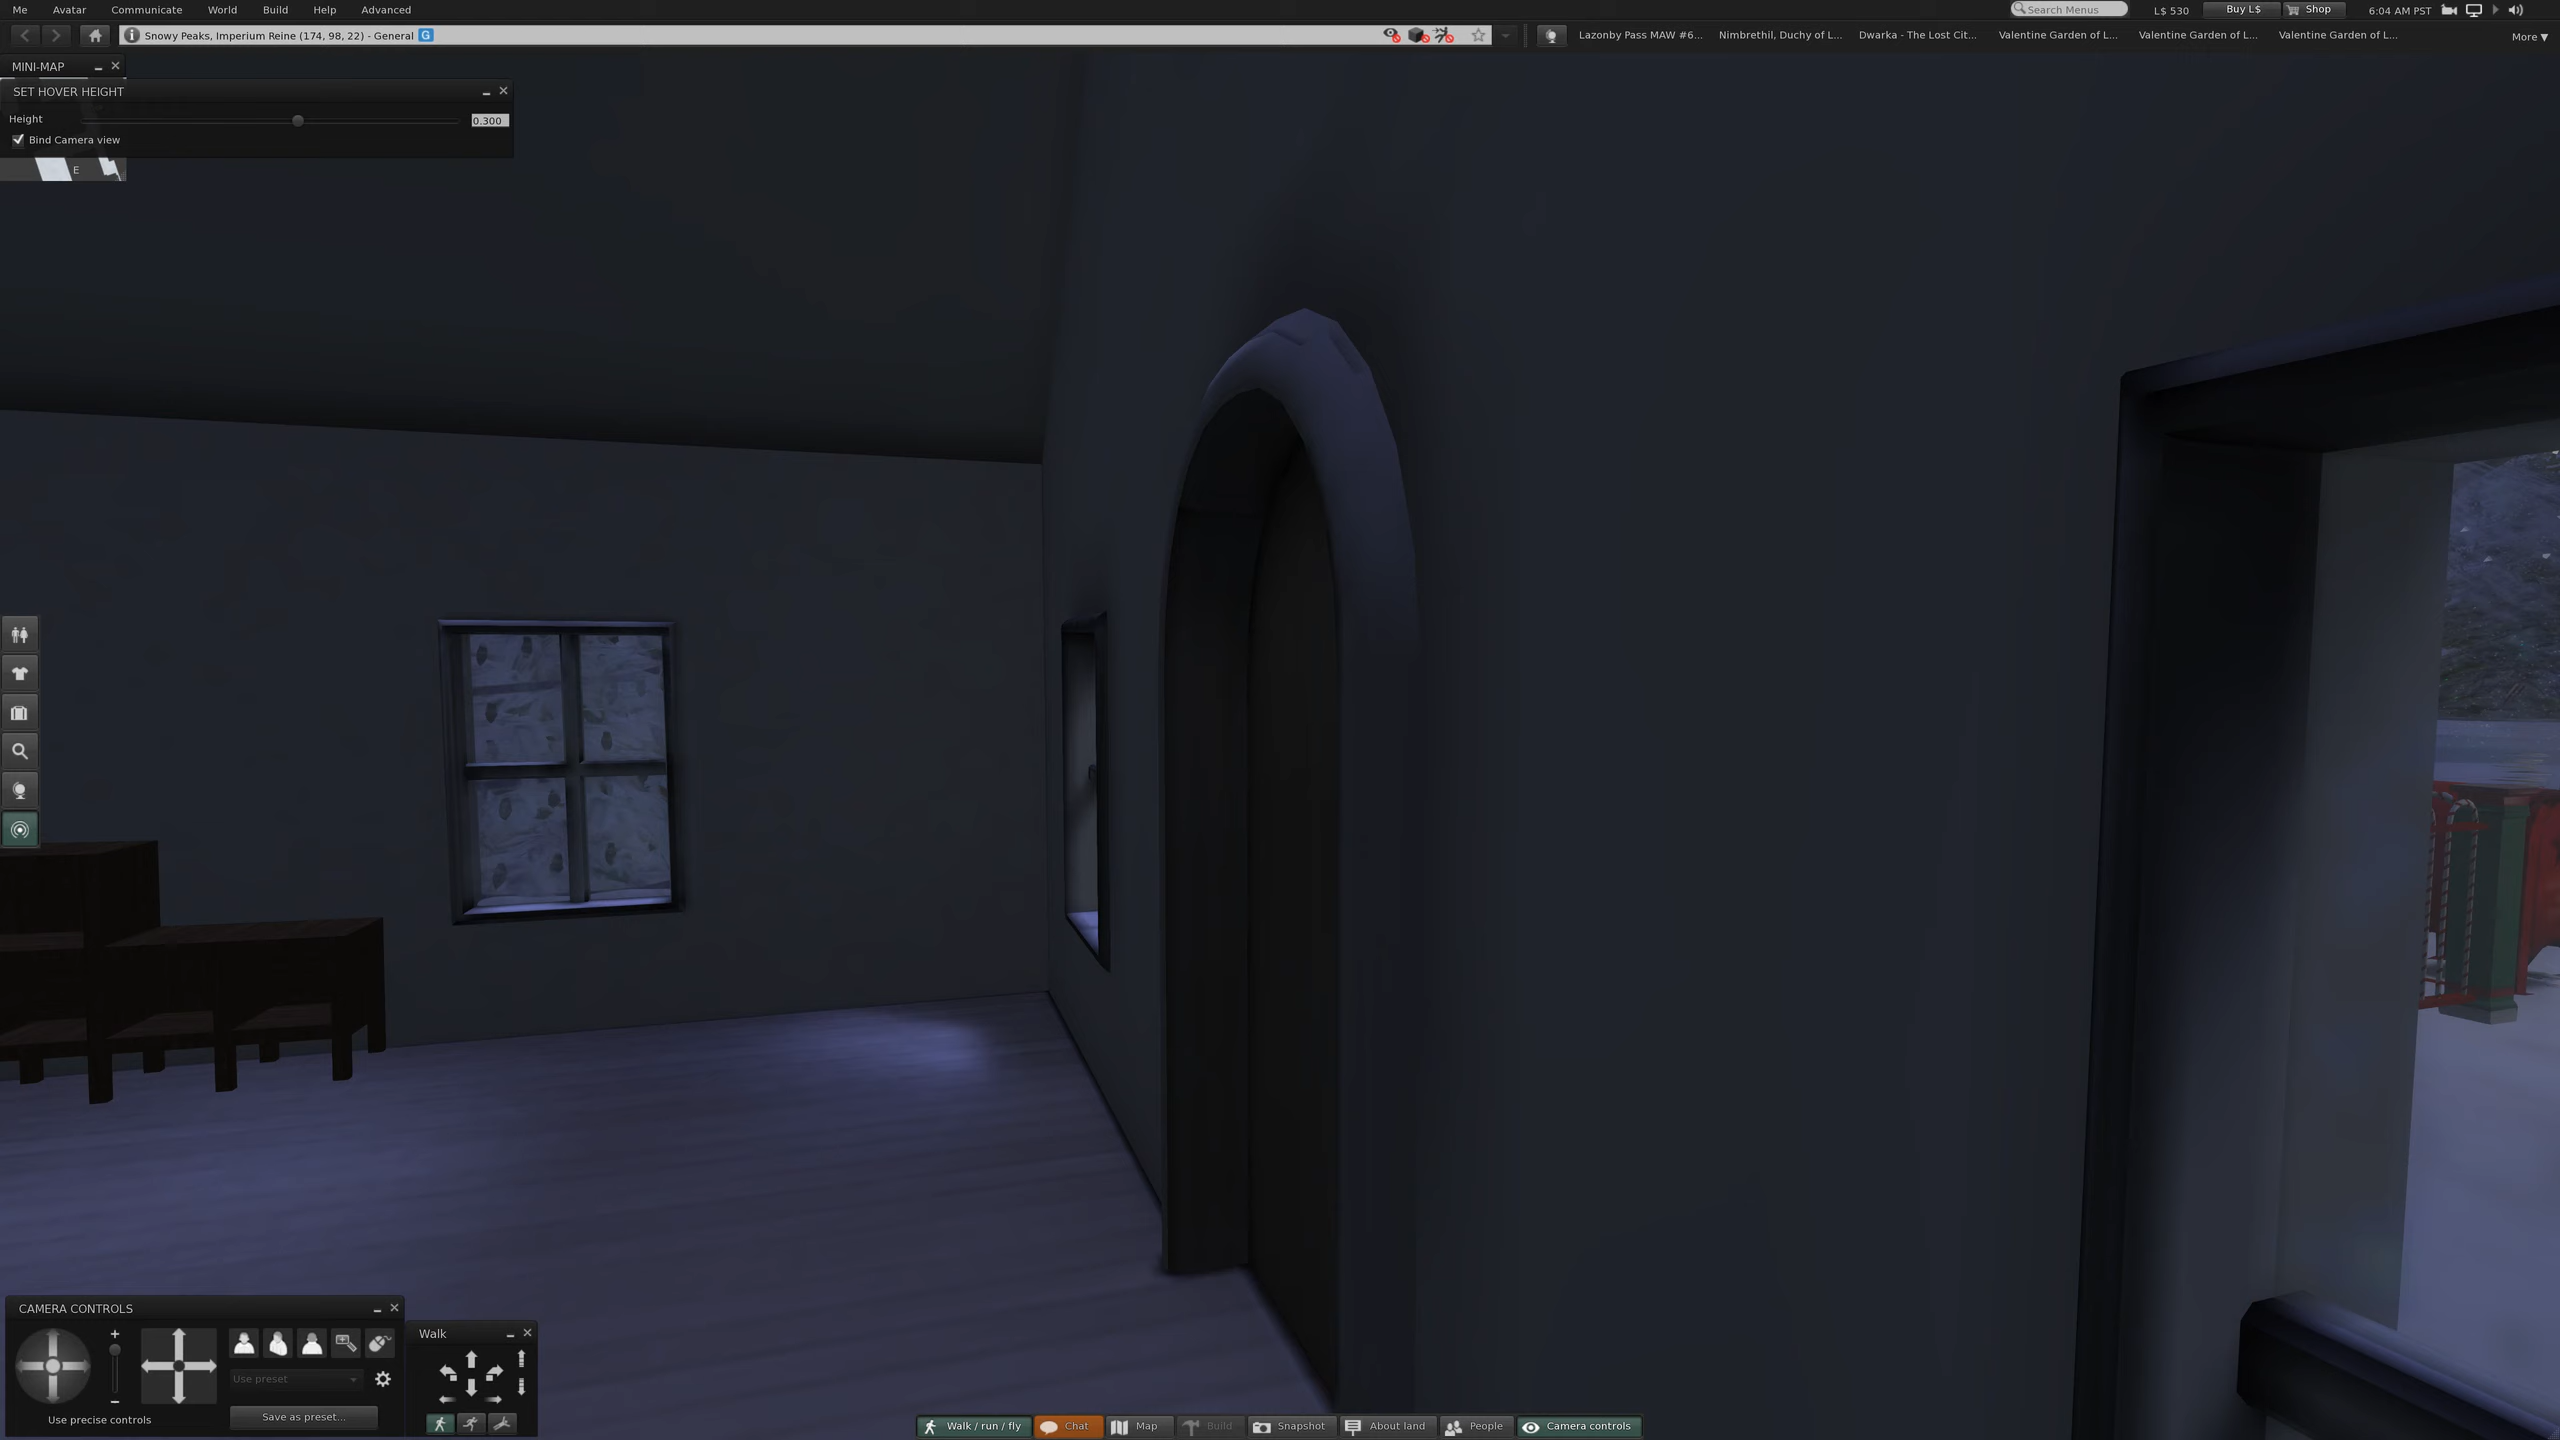 Me Avatar Communicate World Build Help Advanced Search Menus L$ 530 Buy L$ Shop 6:04 AM PST
Snowy Peaks, Imperium Reine (174, 98, 22) - General G Lazonby Pass MAW #6... Nimbrethil, Duchy of L... Dwarka - The Lost Cit... Valentine Garden of L... Valentine Garden of L... Valentine Garden of L... More ▼
MINI-MAP
SET HOVER HEIGHT
Height 0.300
Bind Camera view
E
CAMERA CONTROLS
Use preset
Use precise controls
Save as preset...
Walk
Walk / run / fly Chat Map Build Snapshot About land People Camera controls